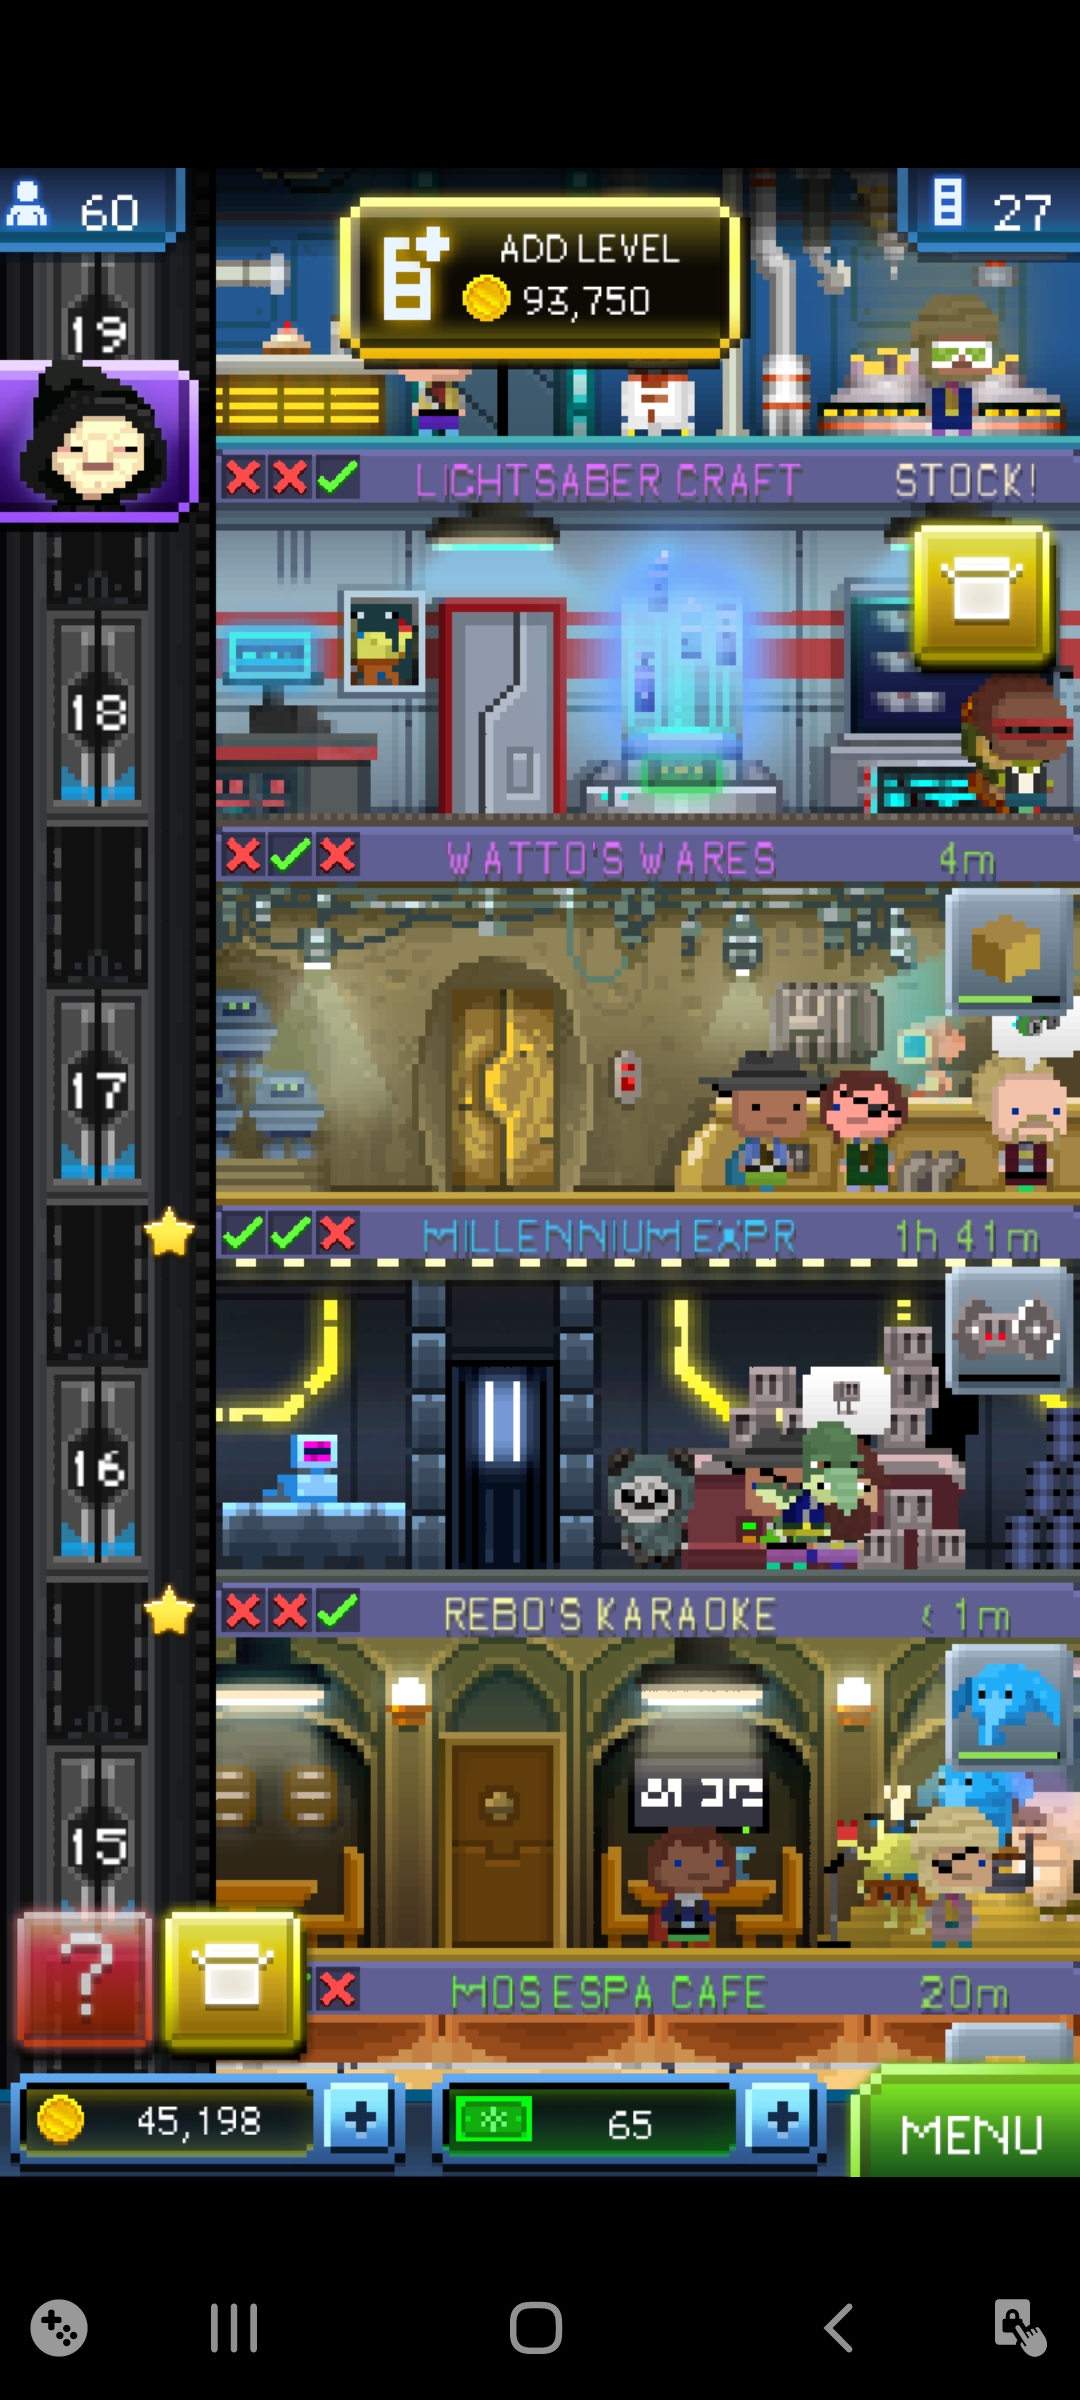 60
27
ADD LEVEL
93,750
19
LIGHTSABER CRAFT
STOCK!
18
WATTO'S WARES
4m
17
MILLENNIUM EXPR
1h 41m
16
REBO'S KARAOKE
< 1m
15
?
MOS ESPA CAFE
20m
45,198
+
65
+
MENU